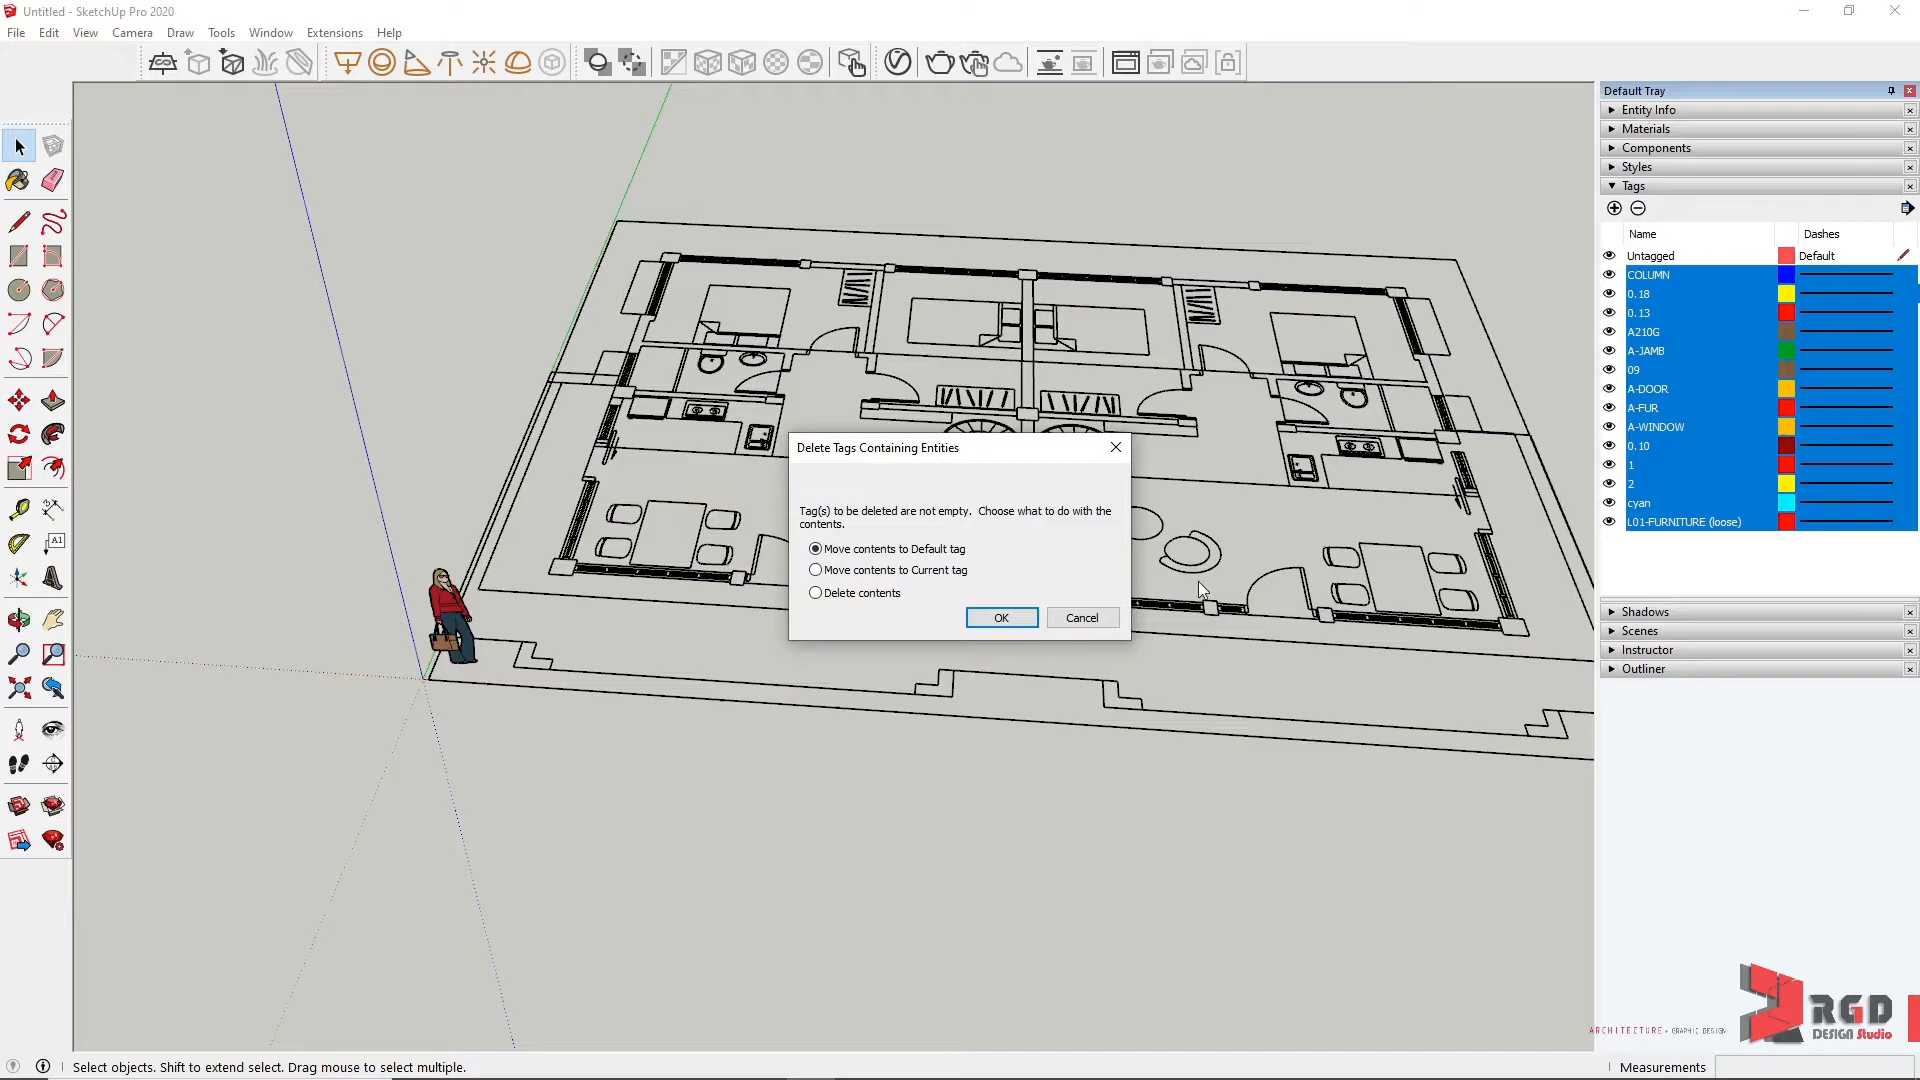 Untitled - SketchUp Pro 2020
File Edit View Camera Draw Tools Window Extensions Help
Default Tray
Entity Info
Materials
Components
Styles
Tags
Name Dashes
Untagged Default
COLUMN
0.18
0.13
A210G
A-JAMB
09
A-DOOR
A-FUR
A-WINDOW
0.10
1
2
cyan
L01-FURNITURE (loose)
Shadows
Scenes
Instructor
Outliner
Delete Tags Containing Entities
Tag(s) to be deleted are not empty. Choose what to do with the
contents.
Move contents to Default tag
Move contents to Current tag
Delete contents
OK Cancel
A1
RGD
DESIGN Studio
ARCHITECTURE + GRAPHIC DESIGN
Select objects. Shift to extend select. Drag mouse to select multiple.
Measurements